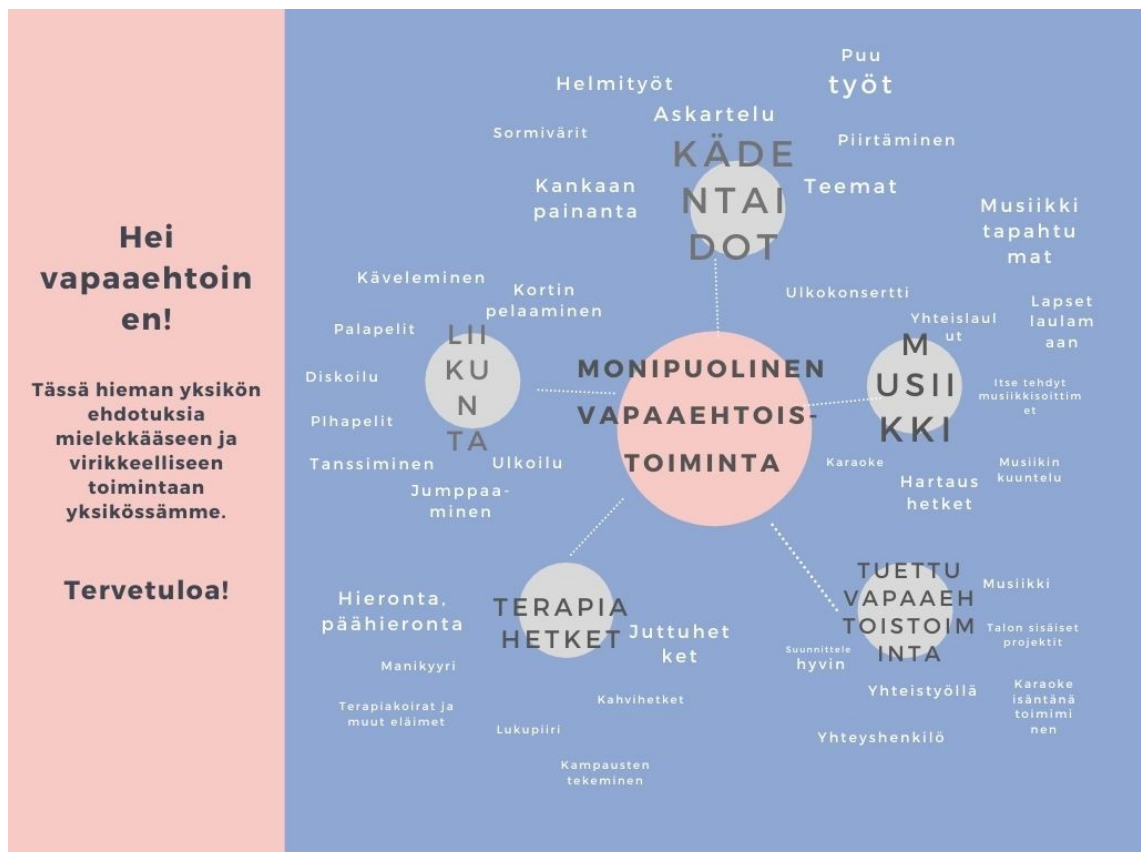 Hei
vapaaehtoin
en!
Tässä hieman yksikön
ehdotuksia
mielekkääseen ja
virikkeelliseen
toimintaan
yksikössämme.
Tervetuloa!
Puu
työt
Helmityöt
Askartelu
Sormivärit
Piirtäminen
KÄDE
NTAI
DOT
Kankaan
painanta
Teemat
Musiikki
tapahtu
mat
Käveleminen
Kortin
pelaaminen
Palapelit
LII
KU
N
TA
Diskoilu
PIhapelit
Tanssiminen
Ulkoilu
Jumppaa-
minen
MONIPUOLINEN
VAPAAEHTOIS-
TOIMINTA
Ulkokonsertti
Yhteislaul
ut
Lapset
laulam
aan
M
USII
KKI
Itse tehdyt
musiikkisoittim
et
Karaoke
Hartaus
hetket
Musiikin
kuuntelu
Hieronta,
päähieronta
TERAPIA
HETKET
Juttuhet
ket
Manikyyri
Kahvihetket
Terapiakoirat ja
muut eläimet
Lukupiiri
Kampausten
tekeminen
TUETTU
VAPAAEH
TOISTOIM
INTA
Musiikki
Talon sisäiset
projektit
Suunnittele
hyvin
Yhteistyöllä
Karaoke
isäntänä
toimimi
nen
Yhteyshenkilö